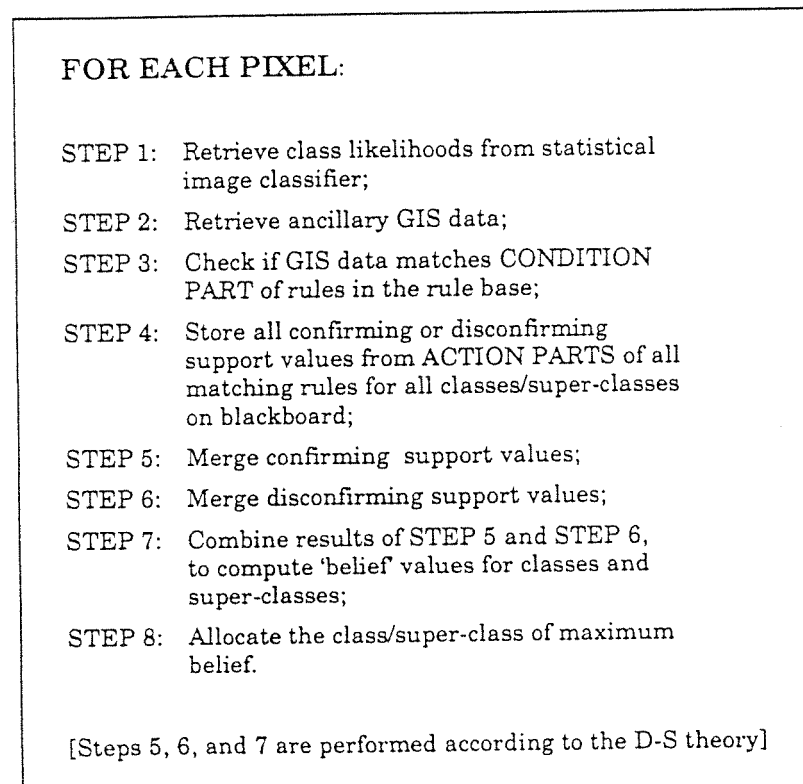 FOR EACH PIXEL:
STEP 1: Retrieve class likelihoods from statistical
image classifier;
STEP 2: Retrieve ancillary GIS data;
STEP 3: Check if GIS data matches CONDITION
PART of rules in the rule base;
STEP 4: Store all confirming or disconfirming
support values from ACTION PARTS of all
matching rules for all classes/super-classes
on blackboard;
STEP 5: Merge confirming support values;
STEP 6: Merge disconfirming support values;
STEP 7: Combine results of STEP 5 and STEP 6,
to compute 'belief' values for classes and
super-classes;
STEP 8: Allocate the class/super-class of maximum
belief.
[Steps 5, 6, and 7 are performed according to the D-S theory]